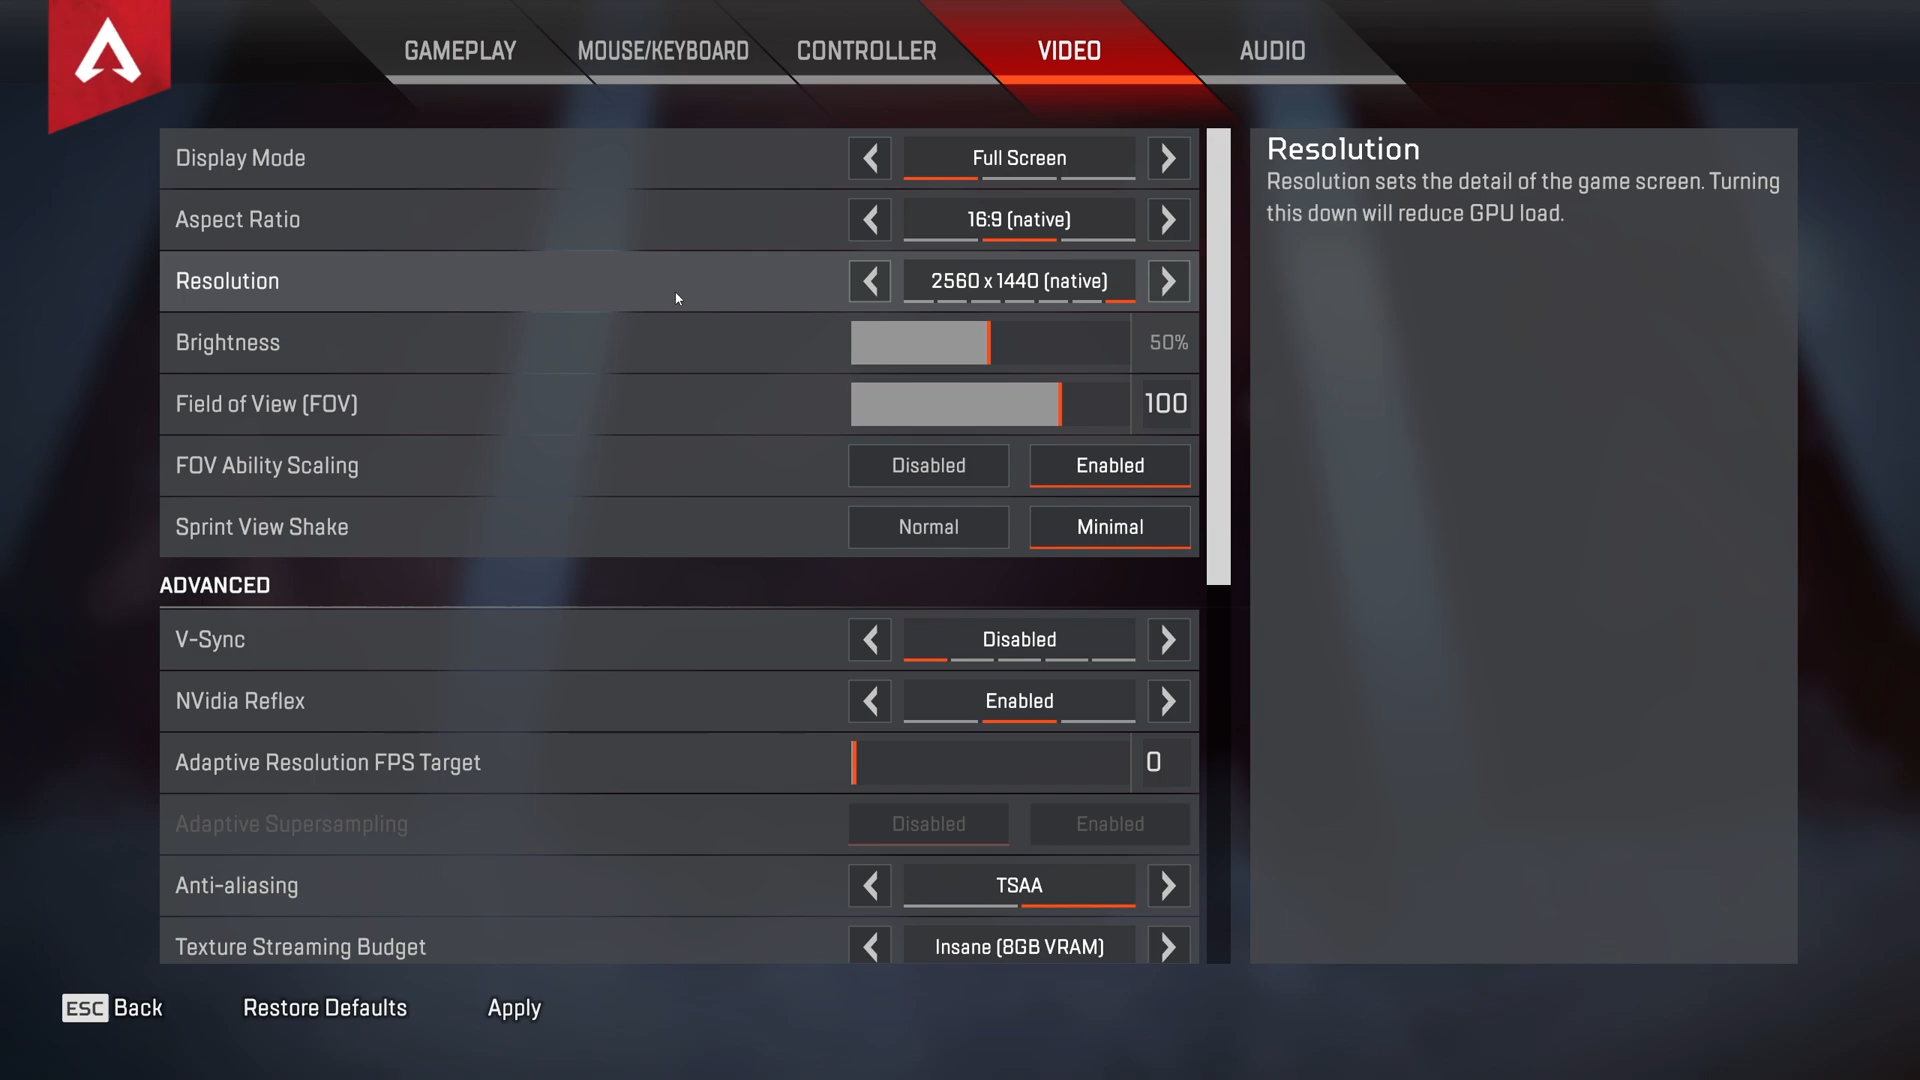 GAMEPLAY MOUSE/KEYBOARD CONTROLLER VIDEO AUDIO
Display Mode Full Screen
Aspect Ratio 16:9 (native)
Resolution 2560 x 1440 (native)
Brightness 50%
Field of View (FOV) 100
FOV Ability Scaling Disabled Enabled
Sprint View Shake Normal Minimal
ADVANCED
V-Sync Disabled
NVidia Reflex Enabled
Adaptive Resolution FPS Target 0
Adaptive Supersampling Disabled Enabled
Anti-aliasing TSAA
Texture Streaming Budget Insane (8GB VRAM)
Resolution
Resolution sets the detail of the game screen. Turning
this down will reduce GPU load.
ESC Back Restore Defaults Apply